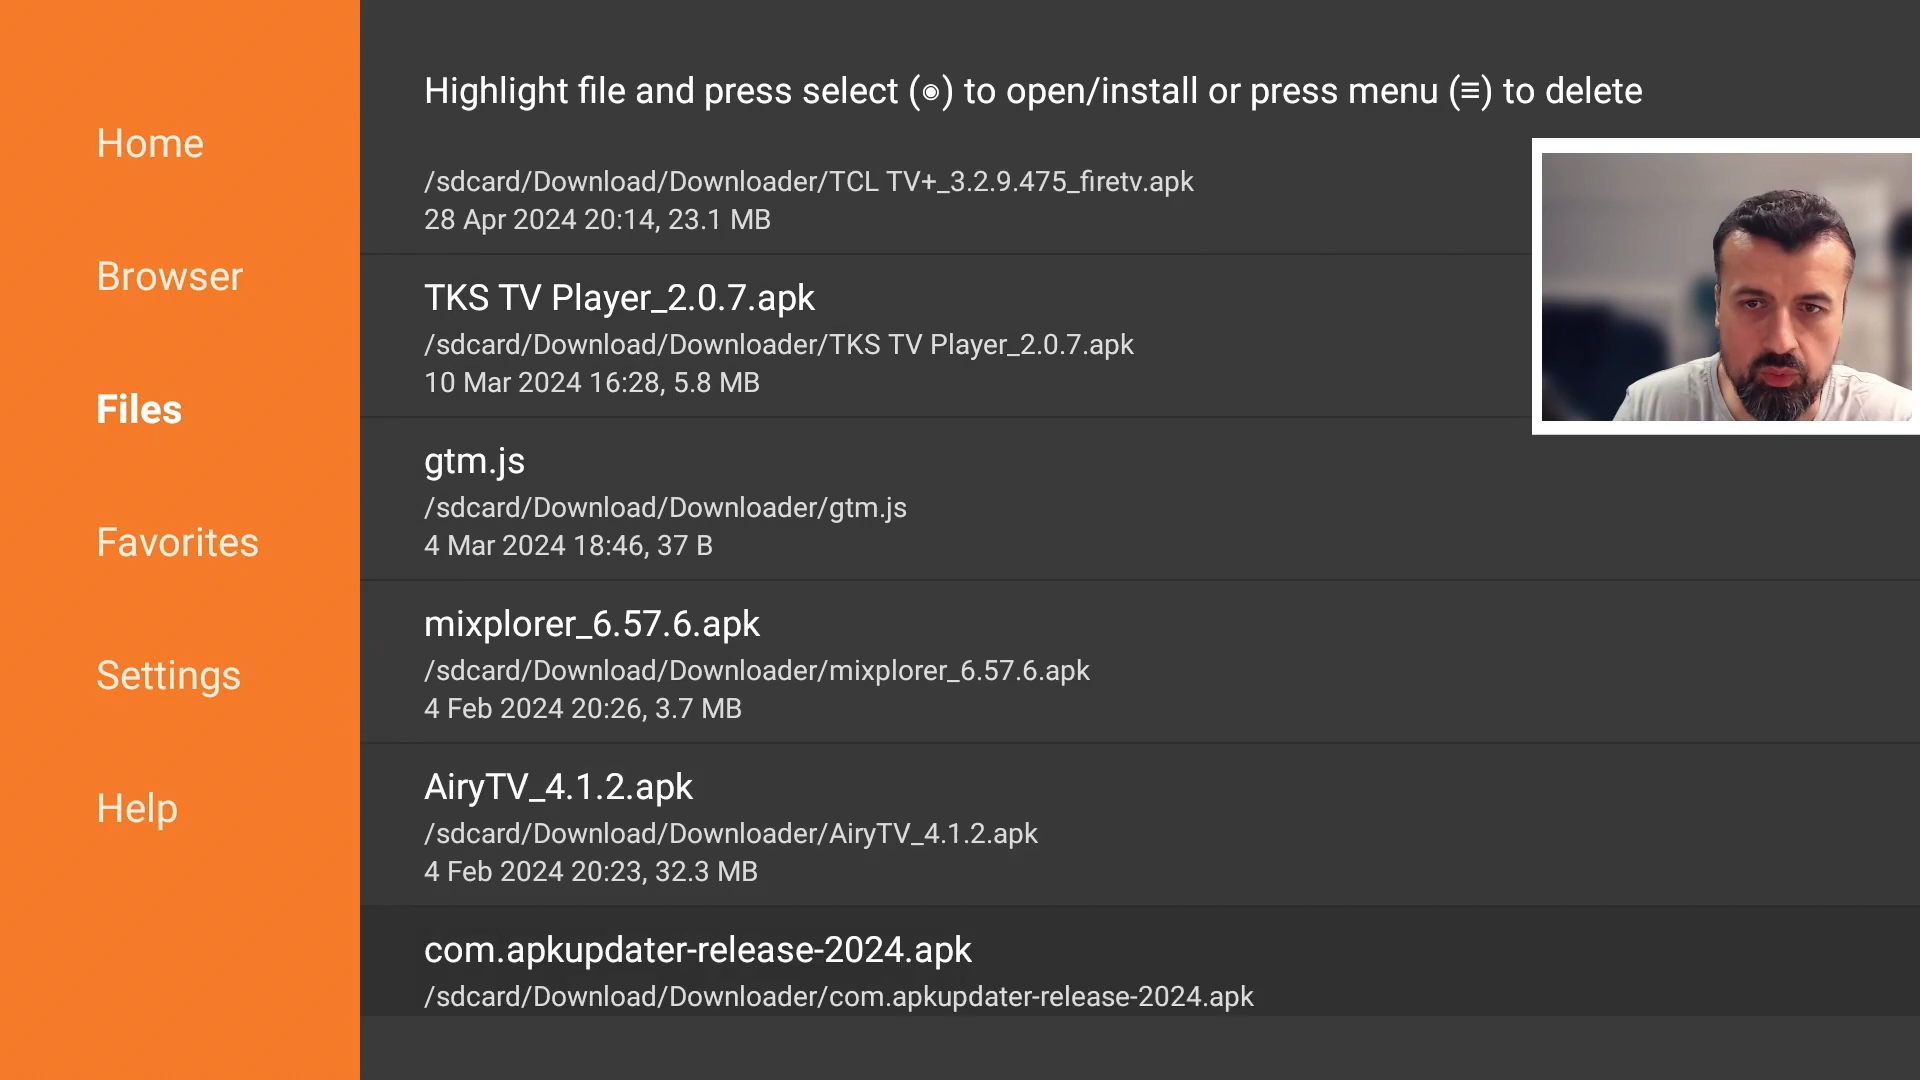 Home
Browser
Files
Favorites
Settings
Help
Highlight file and press select (◉) to open/install or press menu (≡) to delete
/sdcard/Download/Downloader/TCL TV+_3.2.9.475_firetv.apk
28 Apr 2024 20:14, 23.1 MB
TKS TV Player_2.0.7.apk
/sdcard/Download/Downloader/TKS TV Player_2.0.7.apk
10 Mar 2024 16:28, 5.8 MB
gtm.js
/sdcard/Download/Downloader/gtm.js
4 Mar 2024 18:46, 37 B
mixplorer_6.57.6.apk
/sdcard/Download/Downloader/mixplorer_6.57.6.apk
4 Feb 2024 20:26, 3.7 MB
AiryTV_4.1.2.apk
/sdcard/Download/Downloader/AiryTV_4.1.2.apk
4 Feb 2024 20:23, 32.3 MB
com.apkupdater-release-2024.apk
/sdcard/Download/Downloader/com.apkupdater-release-2024.apk